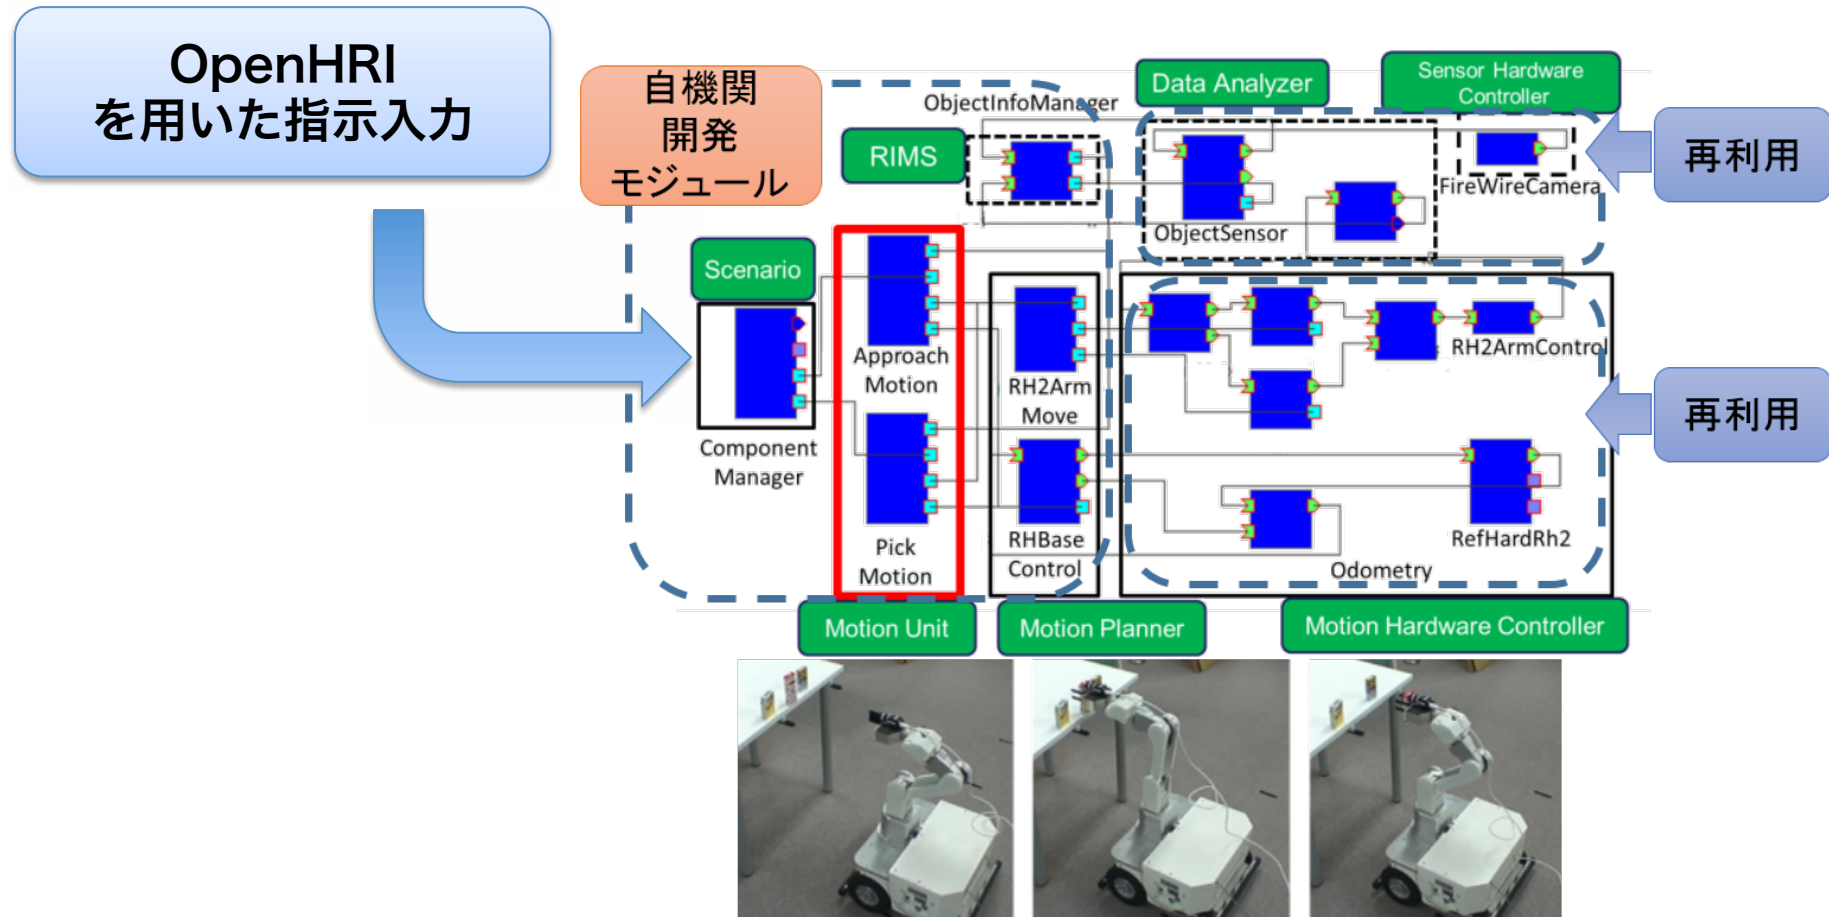 OpenHRI
を用いた指示入力
自機関
開発
モジュール
ObjectInfoManager
RIMS
Data Analyzer
Sensor Hardware
Controller
再利用
FireWireCamera
ObjectSensor
Scenario
Component
Manager
Approach
Motion
Pick
Motion
RH2Arm
Move
RHBase
Control
RH2ArmControl
再利用
RefHardRh2
Odometry
Motion Unit
Motion Planner
Motion Hardware Controller